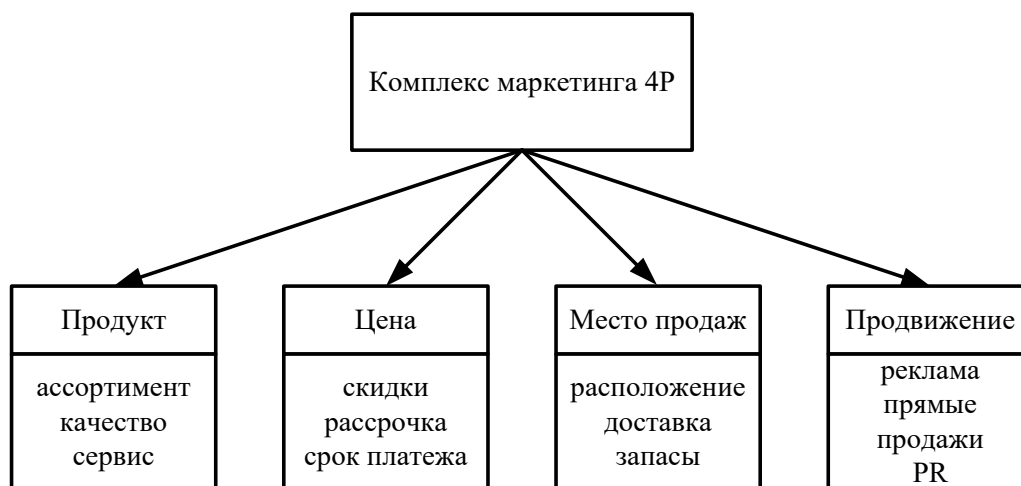 Комплекс маркетинга 4P
Продукт
ассортимент
качество
сервис
Цена
скидки
рассрочка
срок платежа
Место продаж
расположение
доставка
запасы
Продвижение
реклама
прямые
продажи
PR